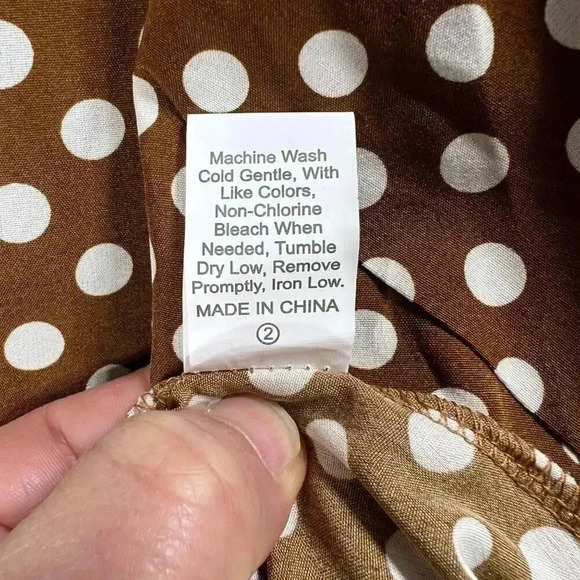 Machine Wash
Cold Gentle, With
Like Colors,
Non-Chlorine
Bleach When
Needed, Tumble
Dry Low, Remove
Promptly, Iron Low.
MADE IN CHINA
②